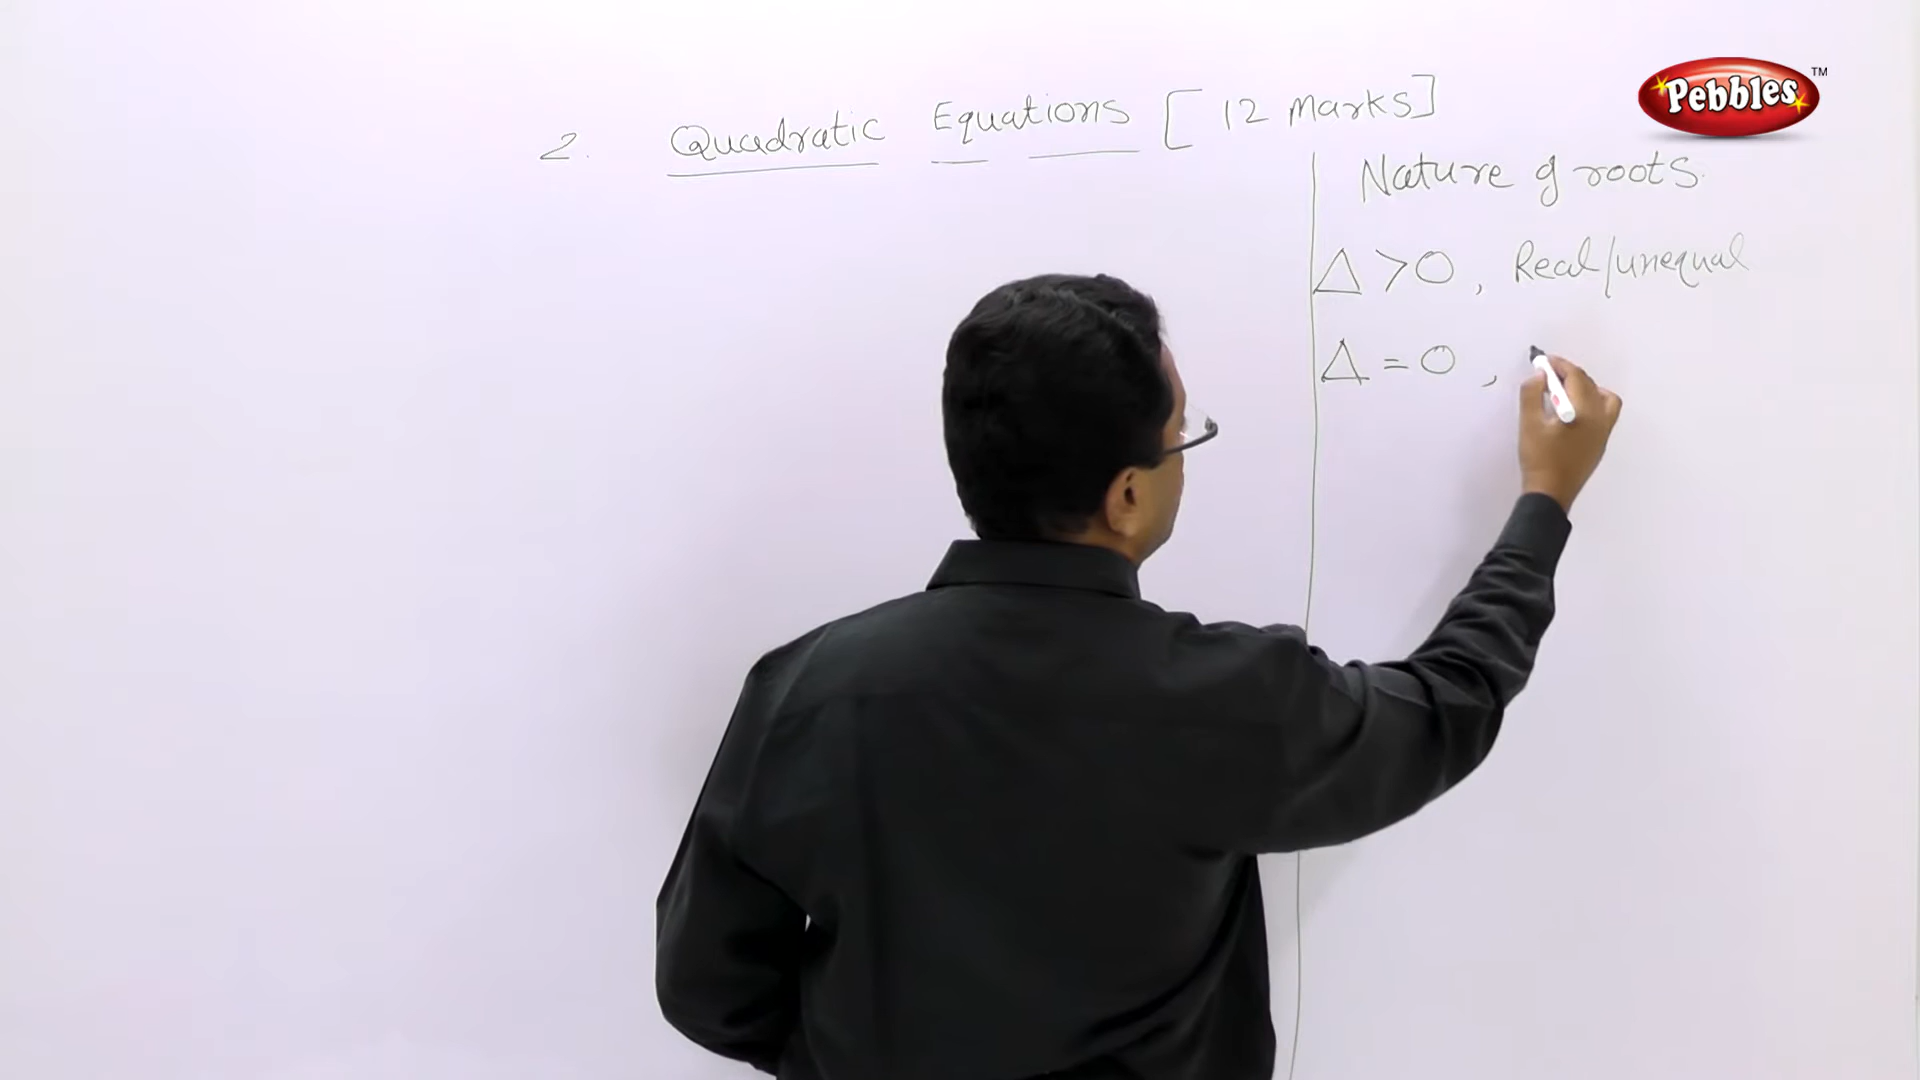 Pebbles TM
2. Quadratic Equations [12 Marks]
Nature of roots.
Δ > 0, Real/unequal
Δ = 0,